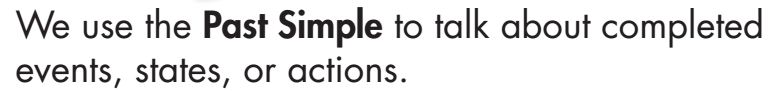 We use the Past Simple to talk about completed
events, states, or actions.